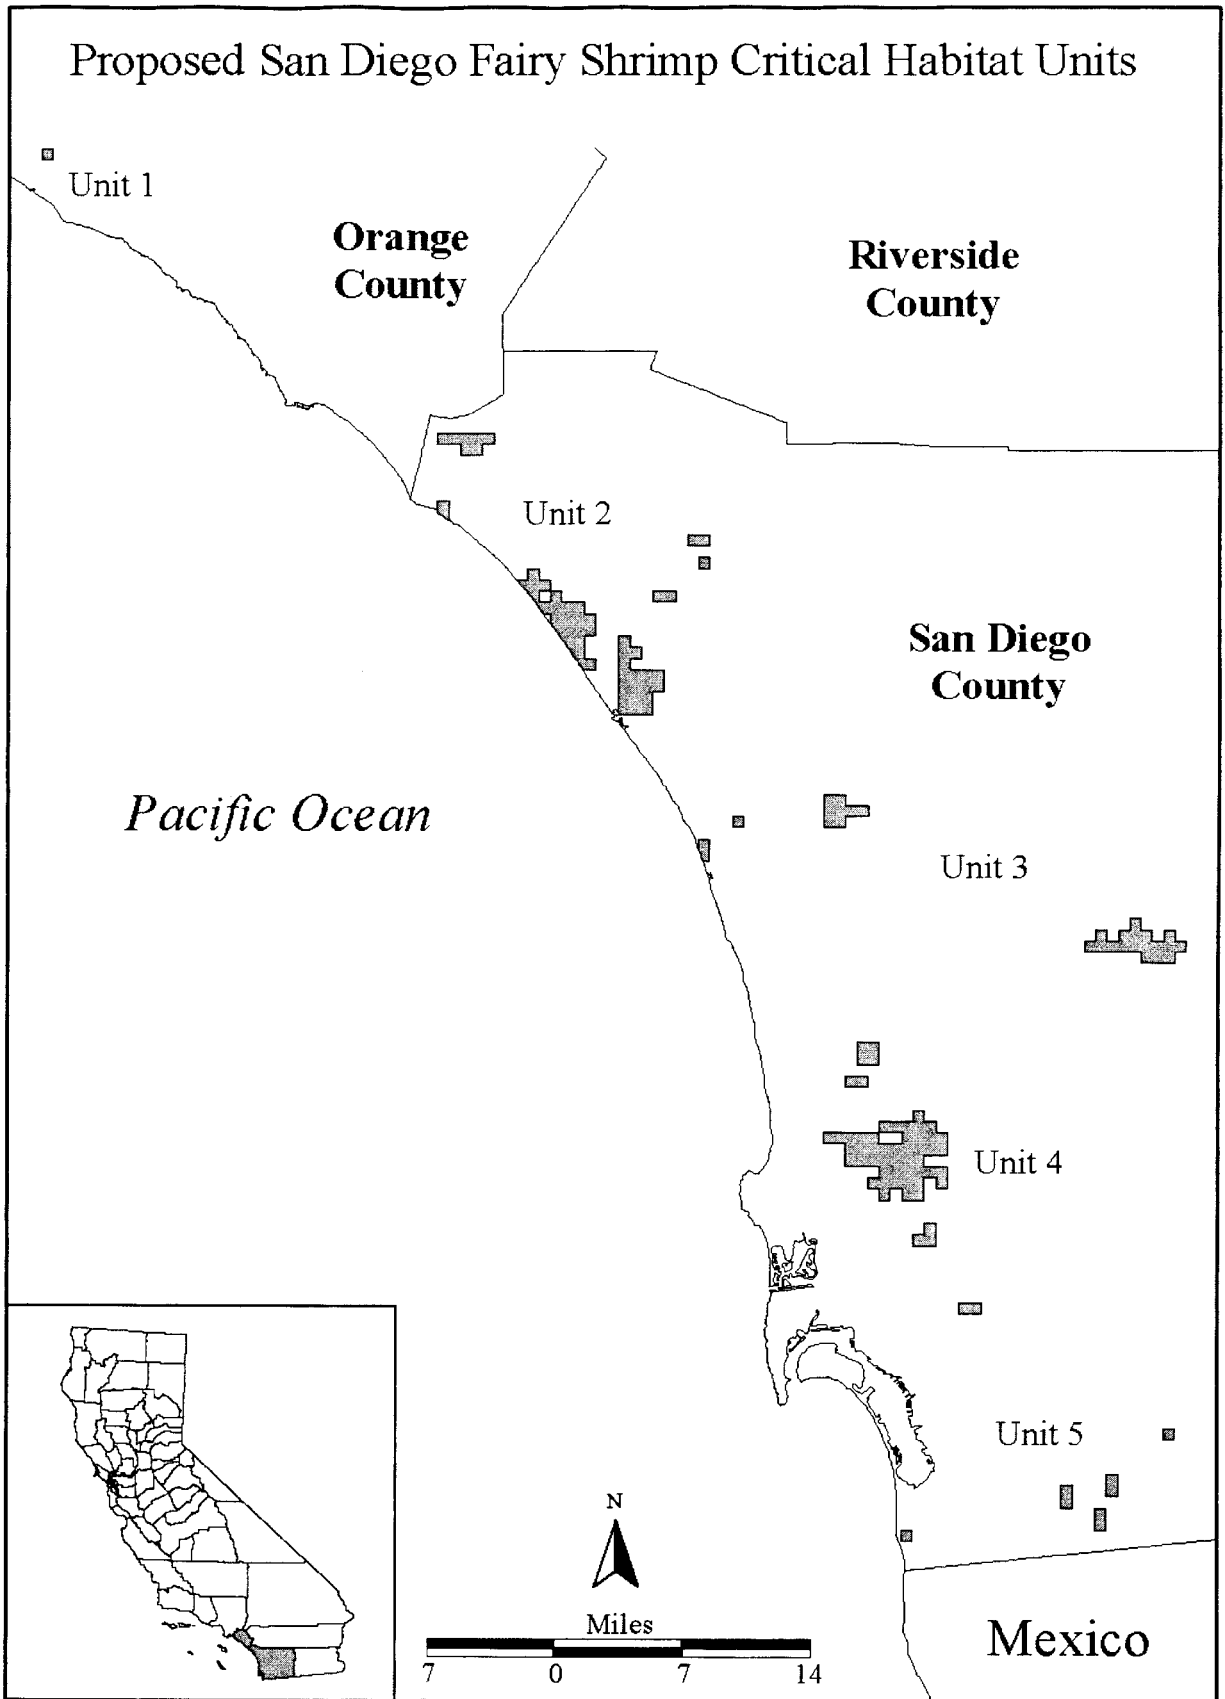 Proposed San Diego Fairy Shrimp Critical Habitat Units
Unit 1
Orange
County
Riverside
County
Unit 2
San Diego
County
Pacific Ocean
Unit 3
Unit 4
Unit 5
N
Miles
7 0 7 14
Mexico